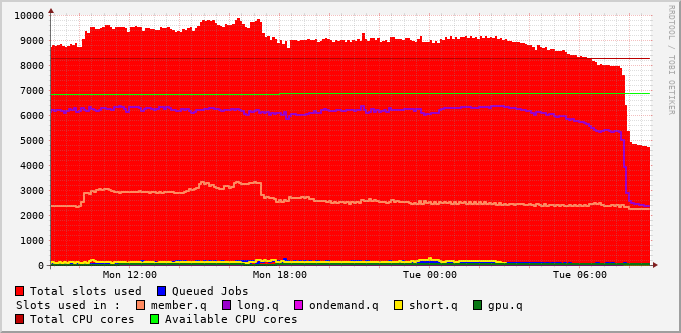 RRDTOOL / TOBI OETIKER
10000
9000
8000
7000
6000
5000
4000
3000
2000
1000
0
Mon 12:00 Mon 18:00 Tue 00:00 Tue 06:00
Total slots used Queued Jobs
Slots used in : member.q long.q ondemand.q short.q gpu.q
Total CPU cores Available CPU cores